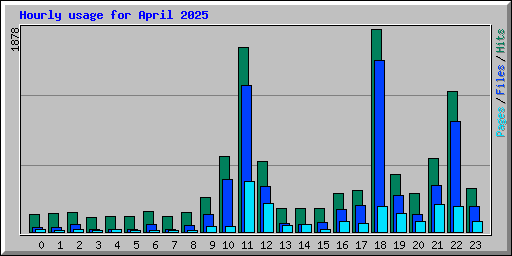 Hourly usage for April 2025
1878
Pages / Files / Hits
0 1 2 3 4 5 6 7 8 9 10 11 12 13 14 15 16 17 18 19 20 21 22 23